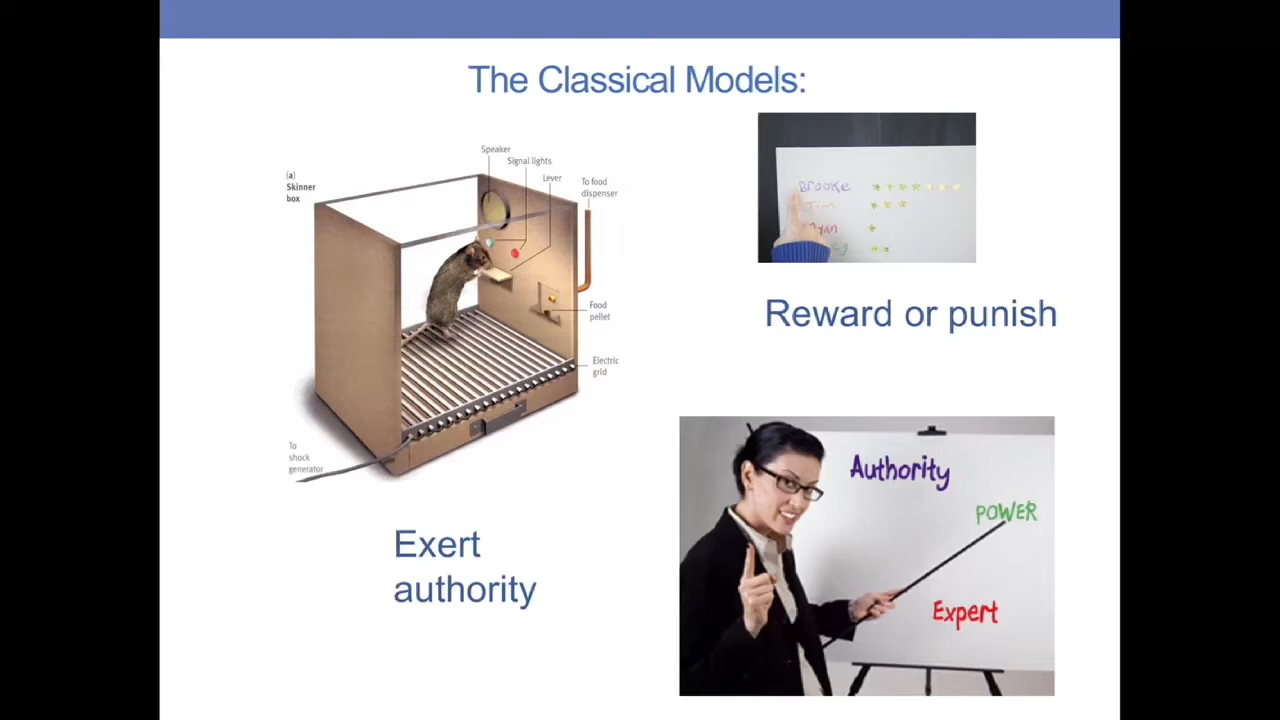 The Classical Models:
(a)
Skinner
box
Speaker
Signal lights
Lever
To food
dispenser
Food
pellet
Electric
grid
To
shock
generator
Brooke
Reward or punish
Exert
authority
Authority
POWER
Expert